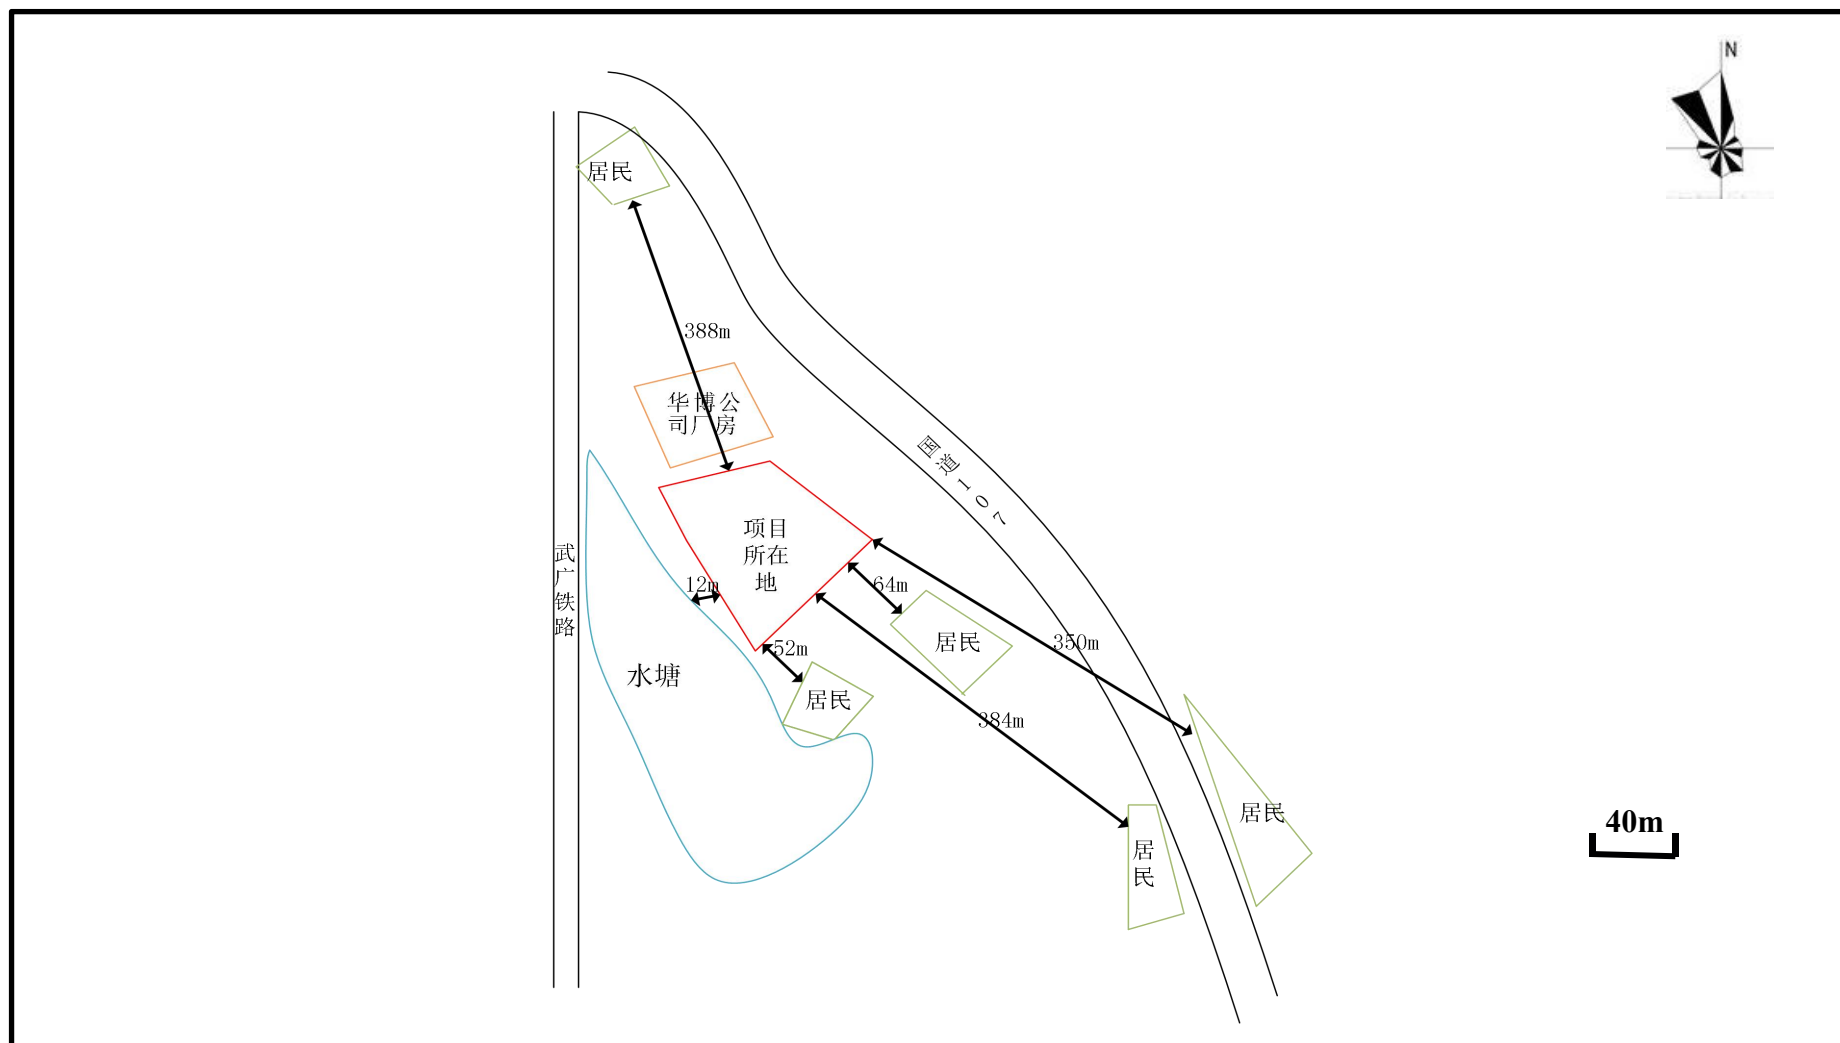 N
居民
388m
华博公
司厂房
国道107
项目
所在
地
武广铁路
12m
64m
52m
350m
水塘
居民
居民
384m
居民
居民
40m